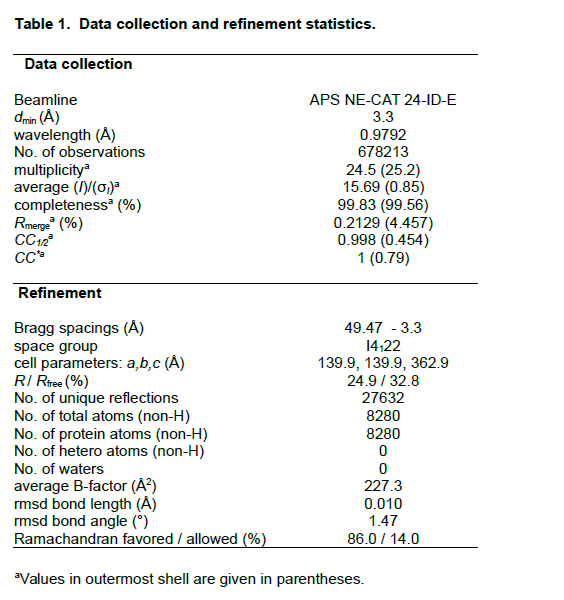 Table 1. Data collection and refinement statistics.
Data collection
Beamline APS NE-CAT 24-ID-E
dmin (Å) 3.3
wavelength (Å) 0.9792
No. of observations 678213
multiplicityᵃ 24.5 (25.2)
average (I)/(σI)ᵃ 15.69 (0.85)
completenessᵃ (%) 99.83 (99.56)
Rmergeᵃ (%) 0.2129 (4.457)
CC1/2ᵃ 0.998 (0.454)
CC*ᵃ 1 (0.79)
Refinement
Bragg spacings (Å) 49.47 - 3.3
space group I4₁22
cell parameters: a,b,c (Å) 139.9, 139.9, 362.9
R / Rfree (%) 24.9 / 32.8
No. of unique reflections 27632
No. of total atoms (non-H) 8280
No. of protein atoms (non-H) 8280
No. of hetero atoms (non-H) 0
No. of waters 0
average B-factor (Å²) 227.3
rmsd bond length (Å) 0.010
rmsd bond angle (°) 1.47
Ramachandran favored / allowed (%) 86.0 / 14.0
ᵃValues in outermost shell are given in parentheses.